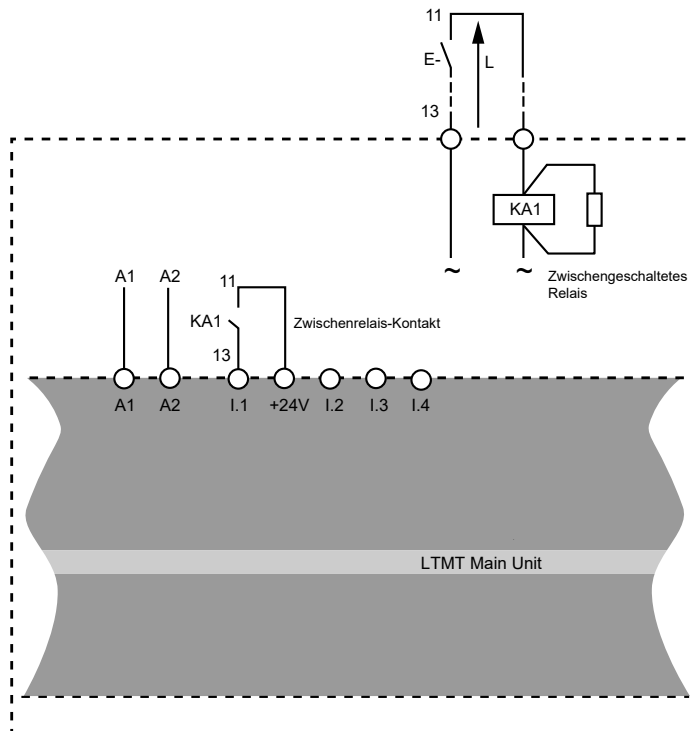 11
E-
L
13
KA1
~
~
Zwischengeschaltetes
Relais
A1
A2
11
KA1
Zwischenrelais-Kontakt
13
A1
A2
I.1
+24V
I.2
I.3
I.4
LTMT Main Unit